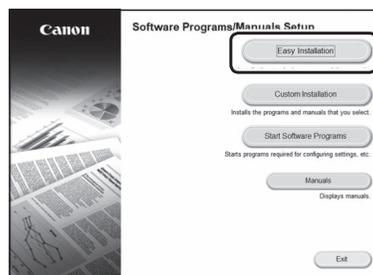 Canon
Software Programs/Manuals Setup
Easy Installation
Custom Installation
Installs the programs and manuals that you select.
Start Software Programs
Starts programs required for configuring settings, etc.
Manuals
Displays manuals.
Exit